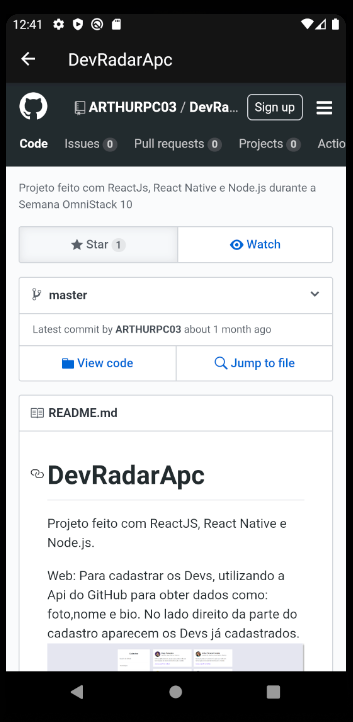 12:41
DevRadarApc
ARTHURPC03 / DevRa... Sign up
Code Issues 0 Pull requests 0 Projects 0 Actio
Projeto feito com ReactJs, React Native e Node.js durante a
Semana OmniStack 10
Star 1 Watch
master
Latest commit by ARTHURPC03 about 1 month ago
View code Jump to file
README.md
DevRadarApc
Projeto feito com ReactJS, React Native e
Node.js.
Web: Para cadastrar os Devs, utilizando a
Api do GitHub para obter dados como:
foto,nome e bio. No lado direito da parte do
cadastro aparecem os Devs já cadastrados.